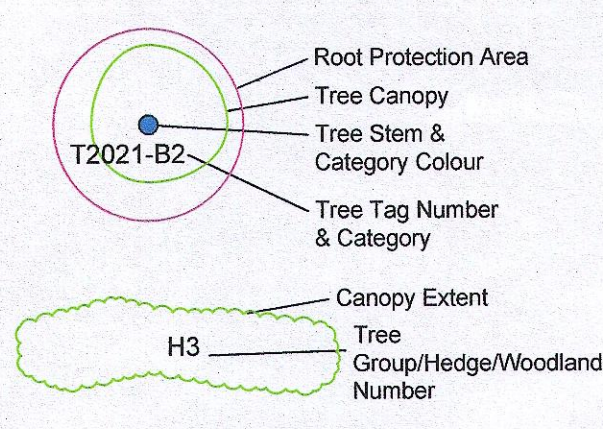 Root Protection Area
Tree Canopy
Tree Stem &
Category Colour
T2021-B2
Tree Tag Number
& Category
Canopy Extent
H3
Tree
Group/Hedge/Woodland
Number